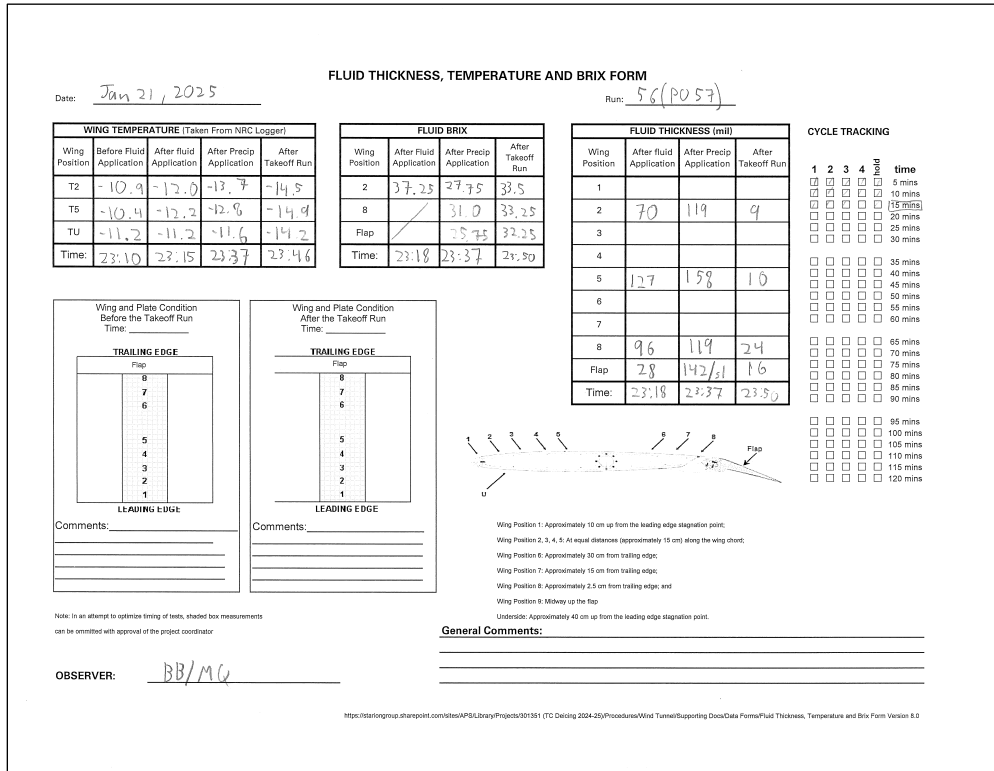 FLUID THICKNESS, TEMPERATURE AND BRIX FORM
Date: Jan 21, 2025
Run: 56 (PO57)
WING TEMPERATURE (Taken From NRC Logger)
Wing Position Before Fluid Application After fluid Application After Precip Application After Takeoff Run
T2 -10.9 -12.0 -13.7 -14.5
T5 -10.4 -12.2 -12.8 -14.9
TU -11.2 -11.2 -11.6 -14.2
Time: 23:10 23:15 23:37 23:46
FLUID BRIX
Wing Position After Fluid Application After Precip Application After Takeoff Run
2 37.25 27.75 33.5
8 31.0 33.25
Flap 25.75 32.25
Time: 23:18 23:37 23:50
FLUID THICKNESS (mil)
Wing Position After fluid Application After Precip Application After Takeoff Run
1
2 70 119 9
3
4
5 127 158 10
6
7
8 96 119 24
Flap 28 142/sl 16
Time: 23:18 23:37 23:50
CYCLE TRACKING
1 2 3 4 hold time
5 mins
10 mins
15 mins
20 mins
25 mins
30 mins
35 mins
40 mins
45 mins
50 mins
55 mins
60 mins
65 mins
70 mins
75 mins
80 mins
85 mins
90 mins
95 mins
100 mins
105 mins
110 mins
115 mins
120 mins
Wing and Plate Condition
Before the Takeoff Run
Time:
TRAILING EDGE
Flap
8
7
6
5
4
3
2
1
LEADING EDGE
Comments:
Wing and Plate Condition
After the Takeoff Run
Time:
TRAILING EDGE
Flap
8
7
6
5
4
3
2
1
LEADING EDGE
Comments:
1 2 3 4 5 6 7 8 Flap
U
Wing Position 1: Approximately 10 cm up from the leading edge stagnation point;
Wing Position 2, 3, 4, 5: At equal distances (approximately 15 cm) along the wing chord;
Wing Position 6: Approximately 30 cm from trailing edge;
Wing Position 7: Approximately 15 cm from trailing edge;
Wing Position 8: Approximately 2.5 cm from trailing edge; and
Wing Position 9: Midway up the flap
Underside: Approximately 40 cm up from the leading edge stagnation point.
Note: In an attempt to optimize timing of tests, shaded box measurements
can be ommitted with approval of the project coordinator
General Comments:
OBSERVER: BB/MQ
https://stariongroup.sharepoint.com/sites/APS/Library/Projects/301351 (TC Deicing 2024-25)/Procedures/Wind Tunnel/Supporting Docs/Data Forms/Fluid Thickness, Temperature and Brix Form Version 8.0